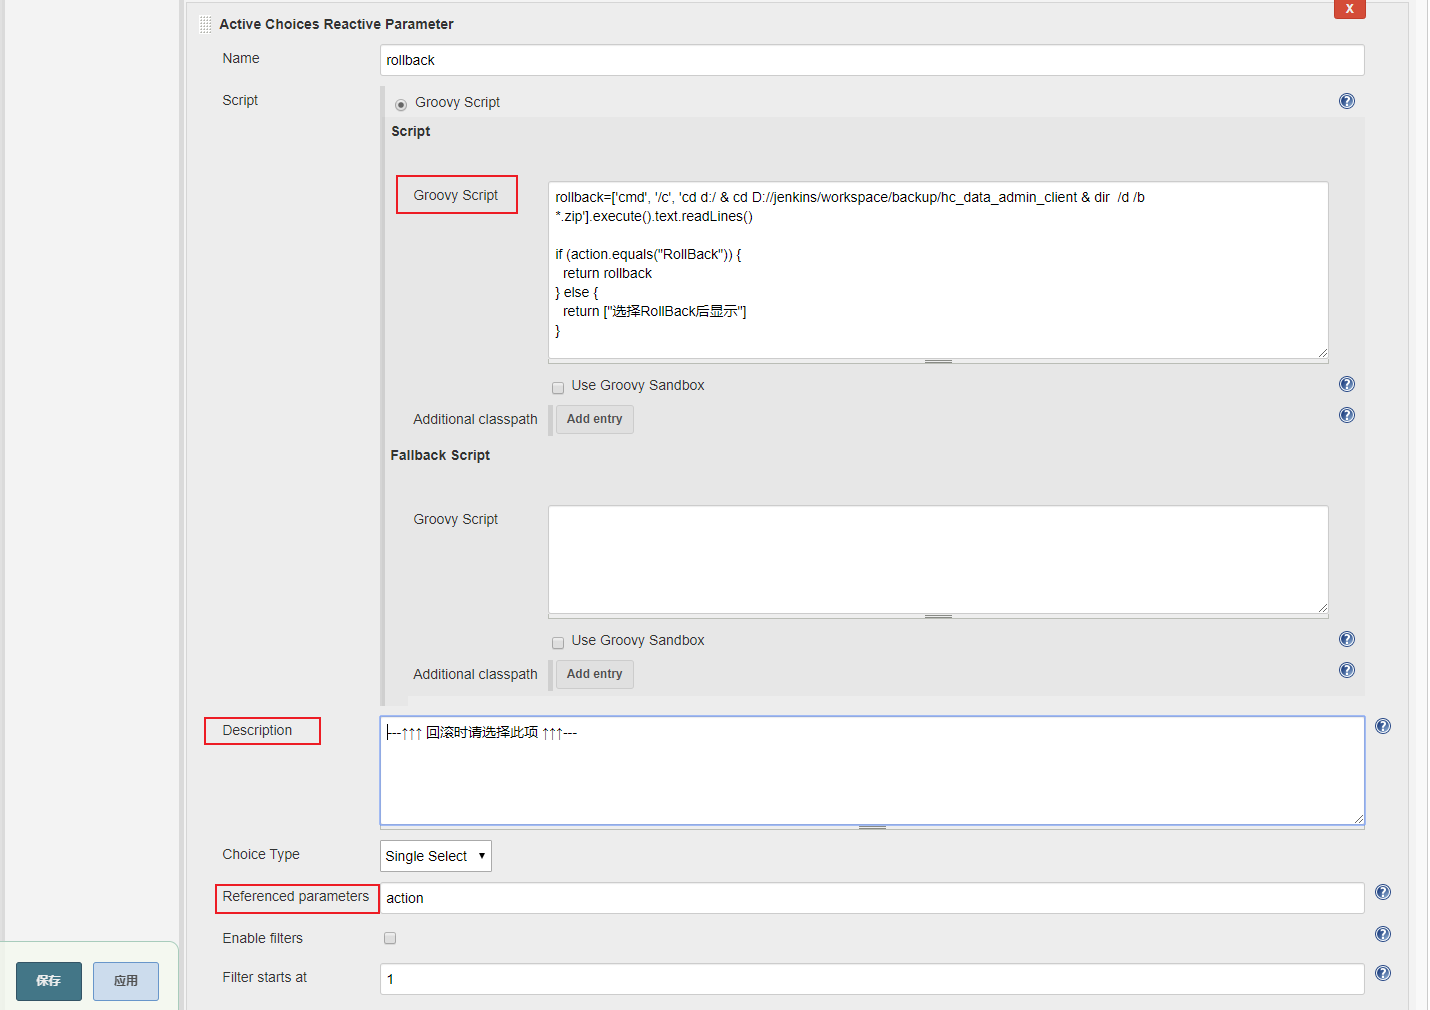 X
Active Choices Reactive Parameter
Name
rollback
Script
Groovy Script
Script
Groovy Script
rollback=['cmd', '/c', 'cd d:/ & cd D://jenkins/workspace/backup/hc_data_admin_client & dir  /d /b
*.zip'].execute().text.readLines()
if (action.equals("RollBack")) {
  return rollback
} else {
  return ["选择RollBack后显示"]
}
Use Groovy Sandbox
Additional classpath
Add entry
Fallback Script
Groovy Script
Use Groovy Sandbox
Additional classpath
Add entry
Description
---↑↑↑ 回滚时请选择此项 ↑↑↑---
Choice Type
Single Select
Referenced parameters
action
Enable filters
Filter starts at
1
保存
应用